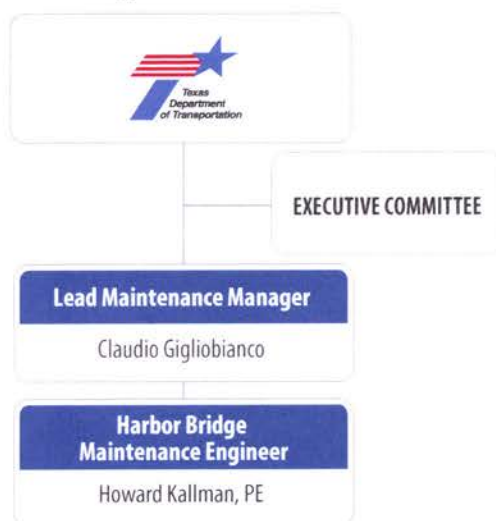 Texas
Department
of Transportation
EXECUTIVE COMMITTEE
Lead Maintenance Manager
Claudio Gigliobianco
Harbor Bridge
Maintenance Engineer
Howard Kallman, PE